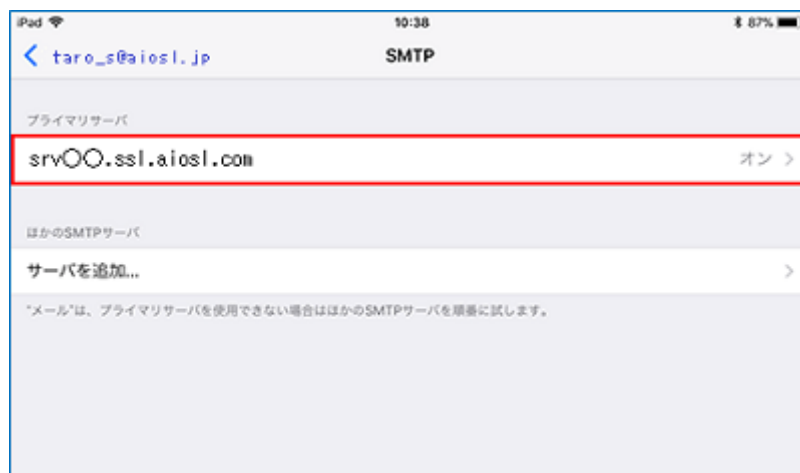 iPad 10:38 87%
taro_s@aiosl.jp SMTP
プライマリサーバ
srv〇〇.ssl.aiosl.com オン
ほかのSMTPサーバ
サーバを追加...
"メール"は、プライマリサーバを使用できない場合はほかのSMTPサーバを順番に試します。